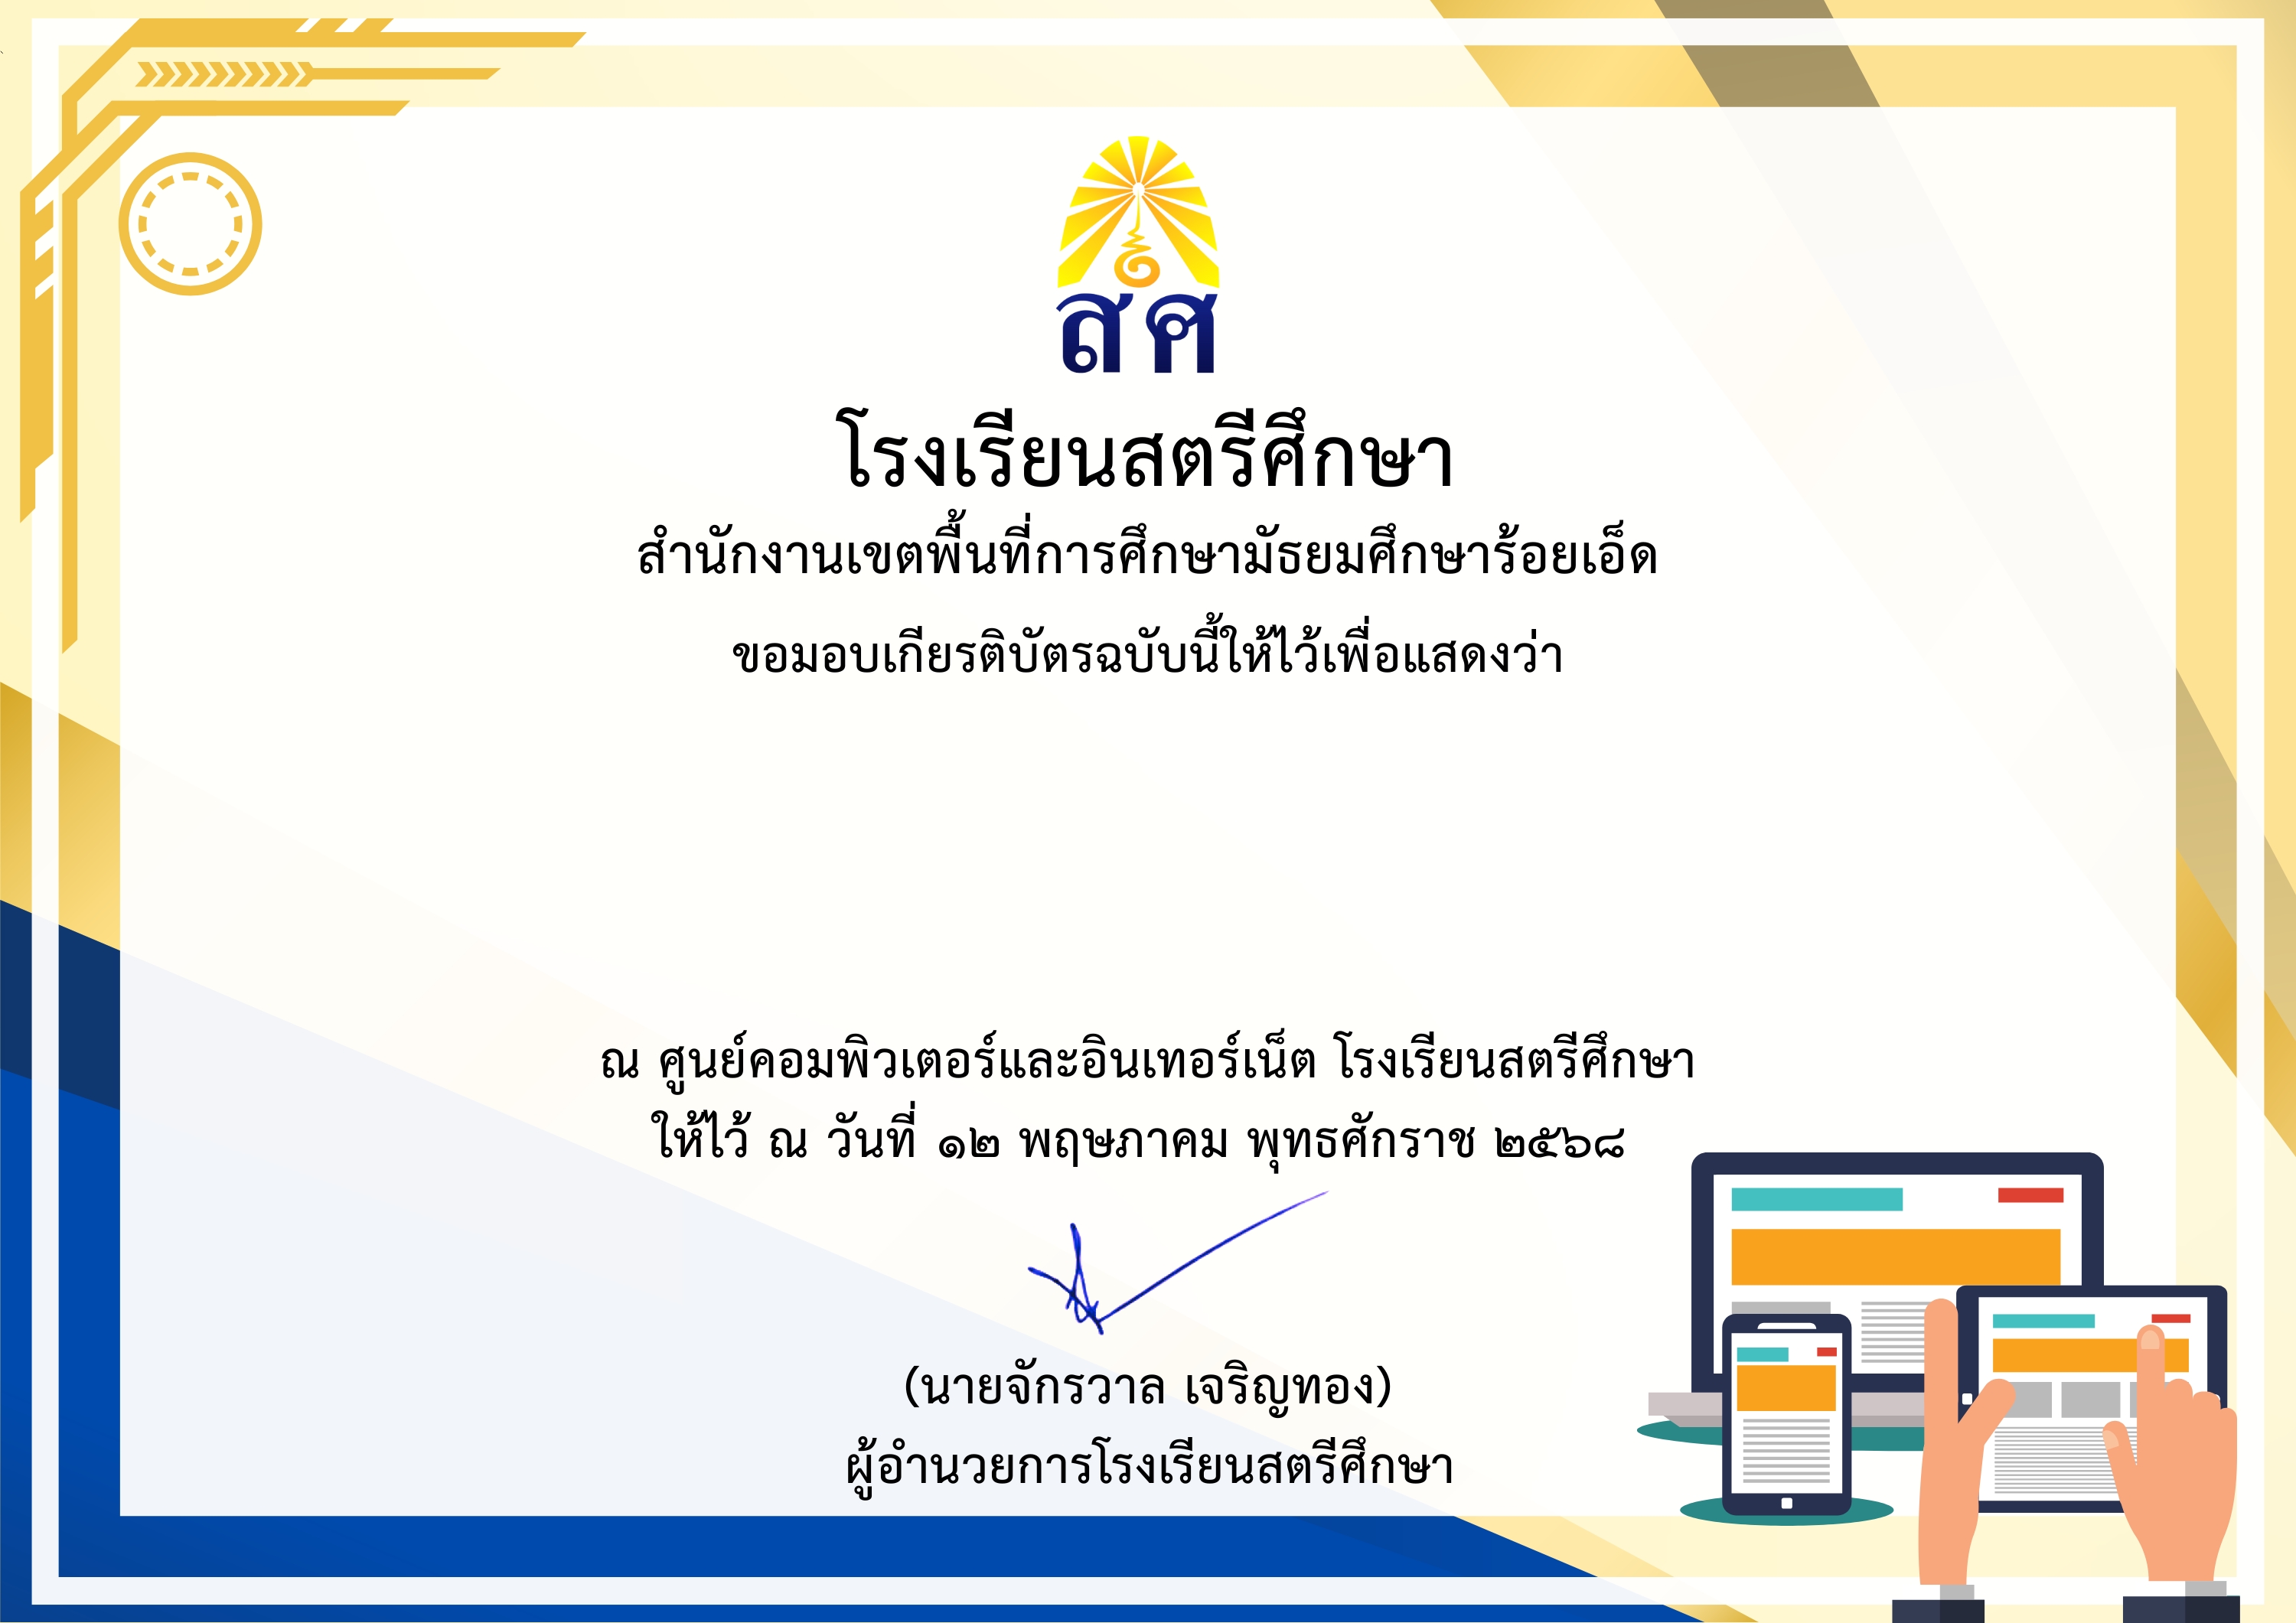 สศ
โรงเรียนสตรีศึกษา
สำนักงานเขตพื้นที่การศึกษามัธยมศึกษาร้อยเอ็ด
ขอมอบเกียรติบัตรฉบับนี้ให้ไว้เพื่อแสดงว่า
ณ ศูนย์คอมพิวเตอร์และอินเทอร์เน็ต โรงเรียนสตรีศึกษา
ให้ไว้ ณ วันที่ ๑๒ พฤษภาคม พุทธศักราช ๒๕๖๘
(นายจักรวาล เจริญทอง)
ผู้อำนวยการโรงเรียนสตรีศึกษา